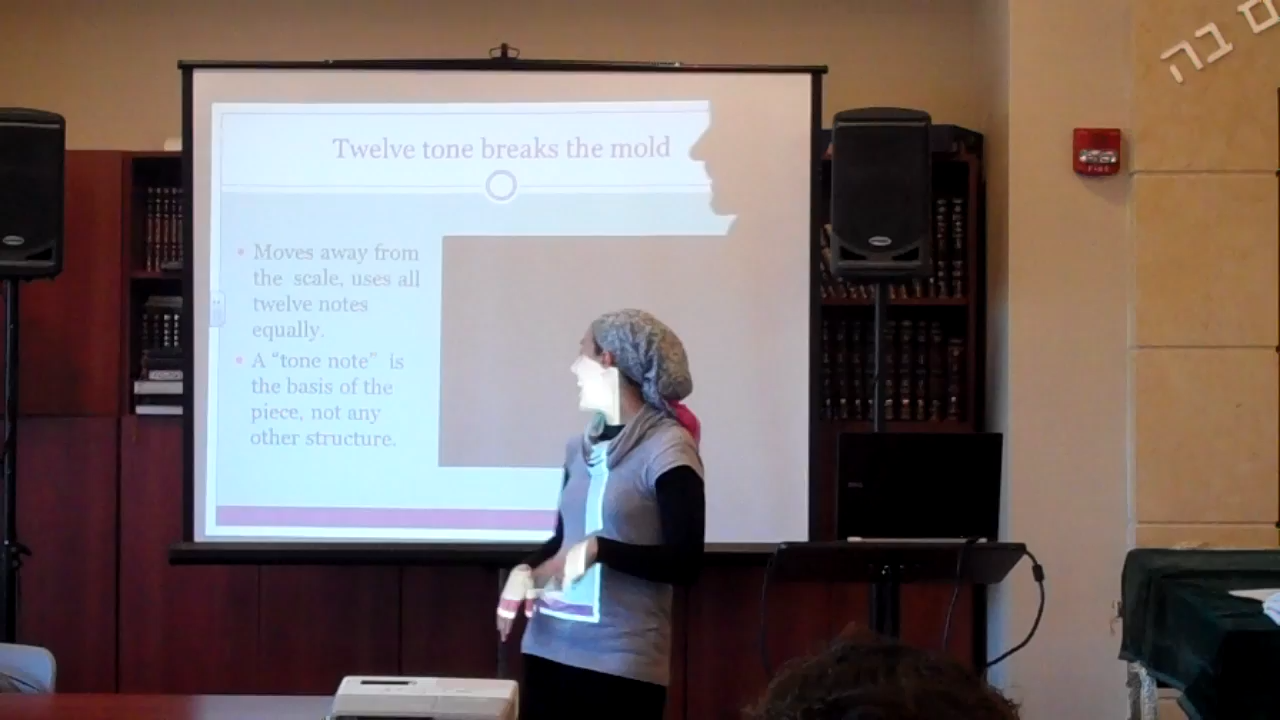 Twelve tone breaks the mold
• Moves away from
the scale, uses all
twelve notes
equally.
• A “tone note” is
the basis of the
piece, not any
other structure.
FIRE
ם בה